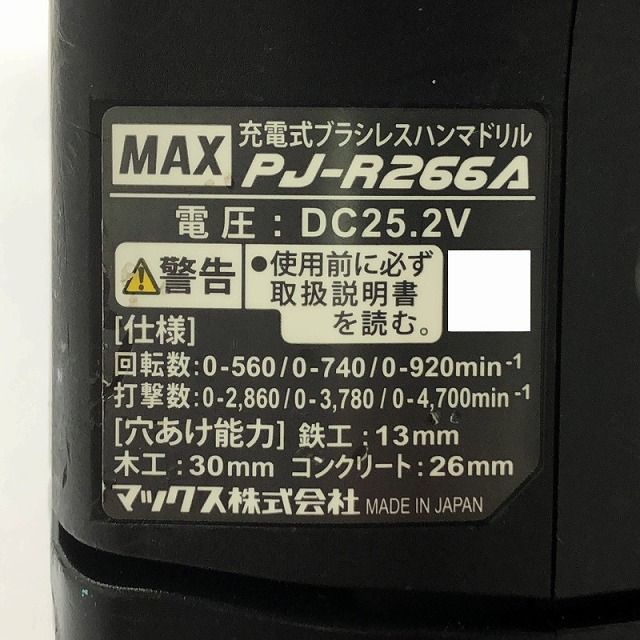 MAX 充電式ブラシレスハンマドリル
PJ-R266A
電圧：DC25.2V
警告
●使用前に必ず
取扱説明書
を読む。
[仕様]
回転数:0-560/0-740/0-920min-1
打撃数:0-2,860/0-3,780/0-4,700min-1
[穴あけ能力] 鉄工：13mm
木工：30mm コンクリート：26mm
マックス株式会社 MADE IN JAPAN